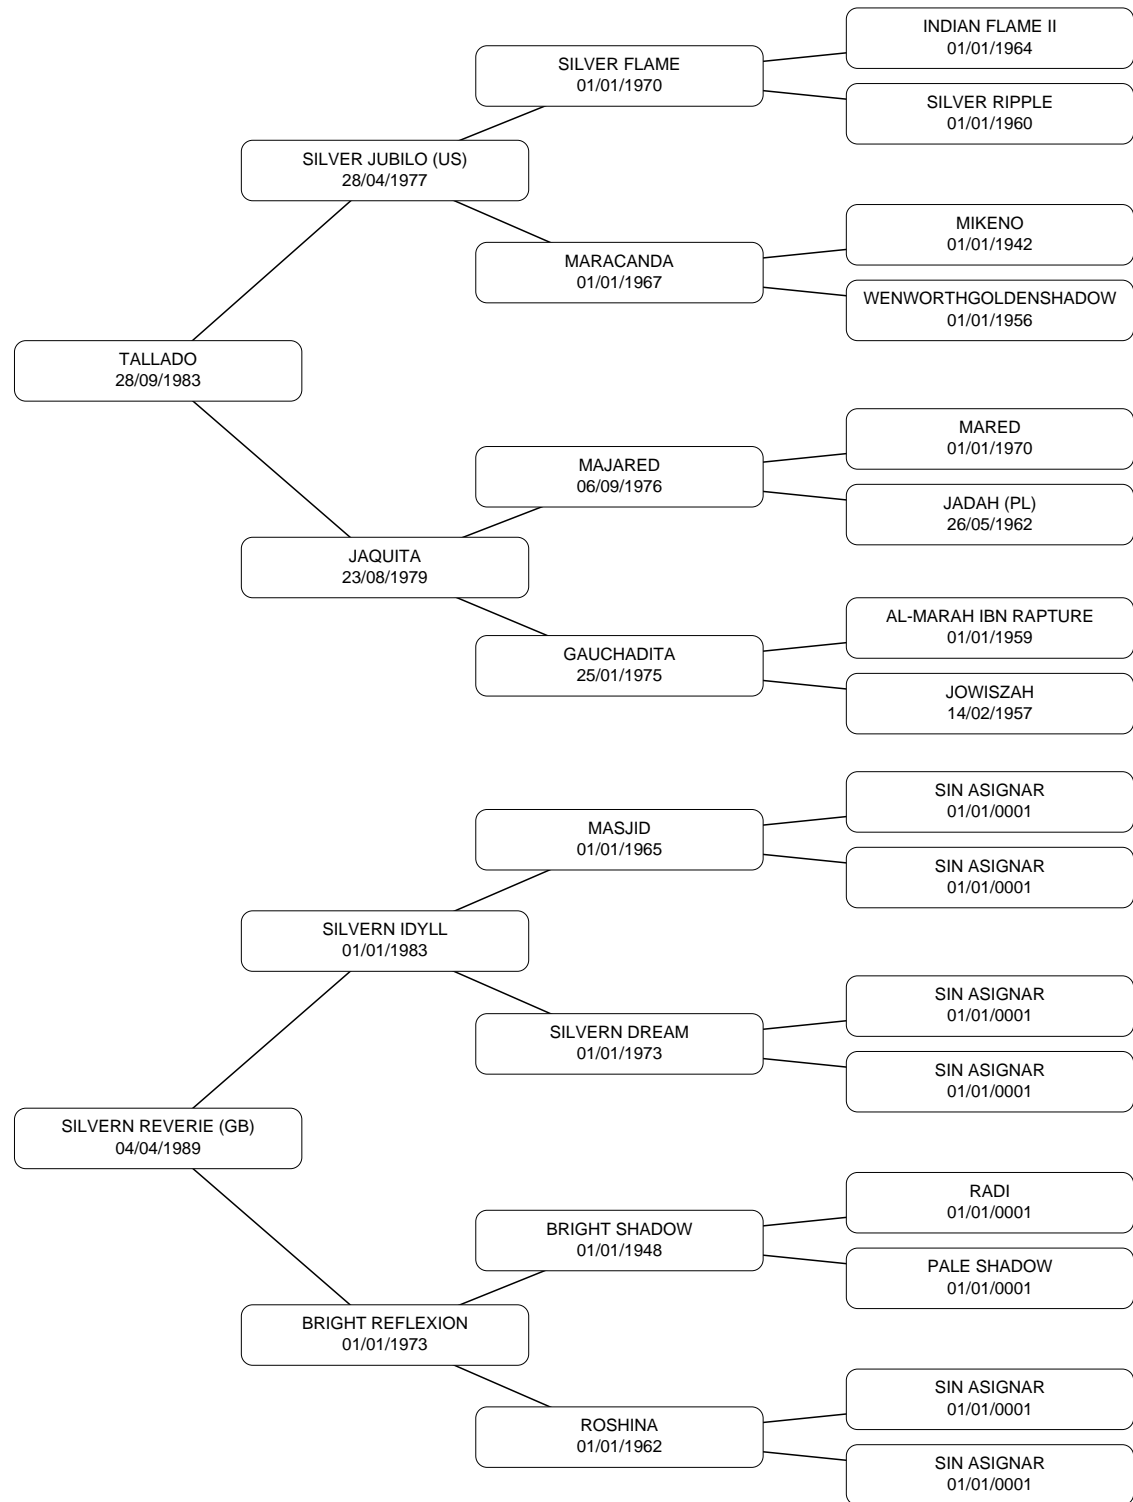 INDIAN FLAME II
01/01/1964
SILVER FLAME
01/01/1970
SILVER RIPPLE
01/01/1960
SILVER JUBILO (US)
28/04/1977
MIKENO
01/01/1942
MARACANDA
01/01/1967
WENWORTHGOLDENSHADOW
01/01/1956
TALLADO
28/09/1983
MARED
01/01/1970
MAJARED
06/09/1976
JADAH (PL)
26/05/1962
JAQUITA
23/08/1979
AL-MARAH IBN RAPTURE
01/01/1959
GAUCHADITA
25/01/1975
JOWISZAH
14/02/1957
SIN ASIGNAR
01/01/0001
MASJID
01/01/1965
SIN ASIGNAR
01/01/0001
SILVERN IDYLL
01/01/1983
SIN ASIGNAR
01/01/0001
SILVERN DREAM
01/01/1973
SIN ASIGNAR
01/01/0001
SILVERN REVERIE (GB)
04/04/1989
RADI
01/01/0001
BRIGHT SHADOW
01/01/1948
PALE SHADOW
01/01/0001
BRIGHT REFLEXION
01/01/1973
SIN ASIGNAR
01/01/0001
ROSHINA
01/01/1962
SIN ASIGNAR
01/01/0001